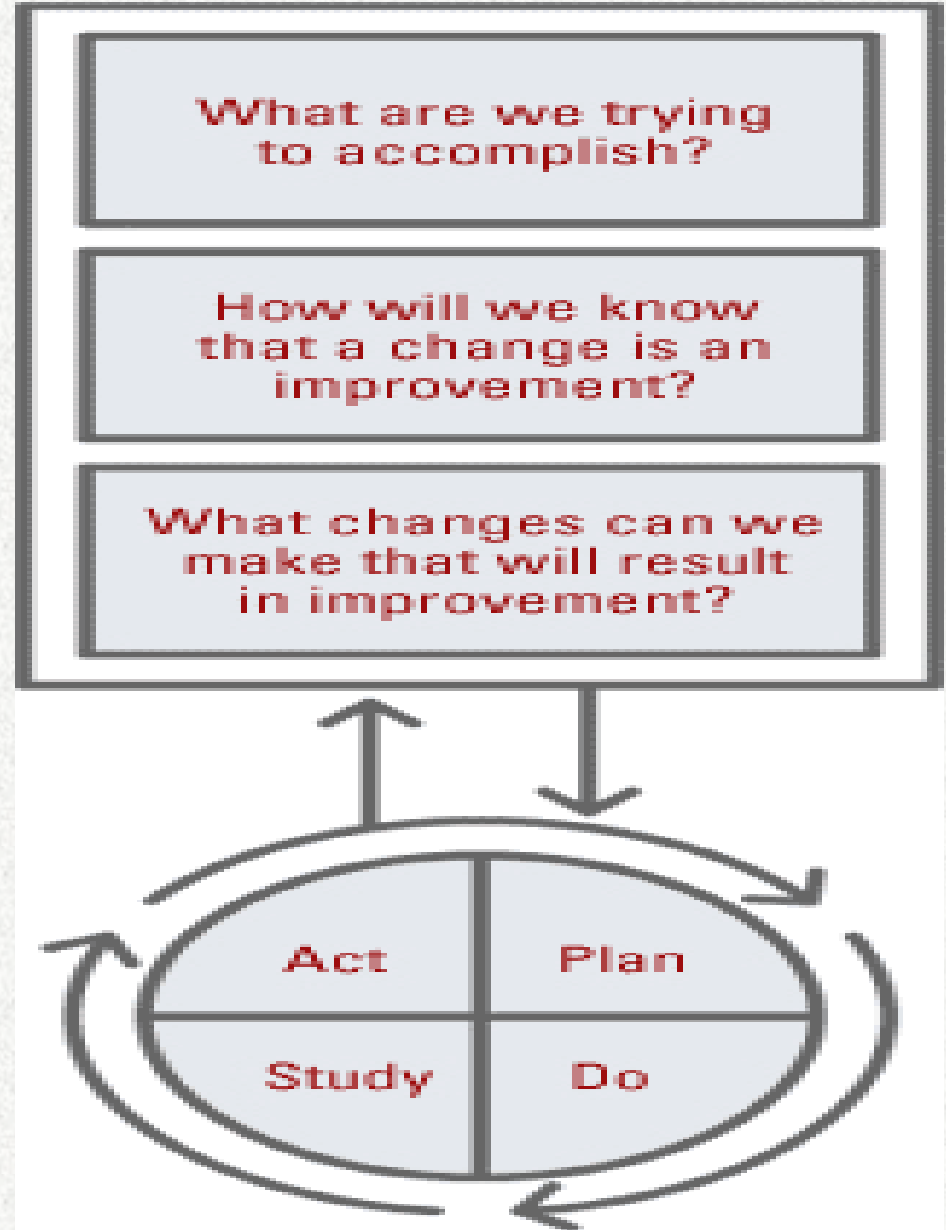 What are we trying
to accomplish?
How will we know
that a change is an
improvement?
What changes can we
make that will result
in improvement?
Act
Plan
Study
Do